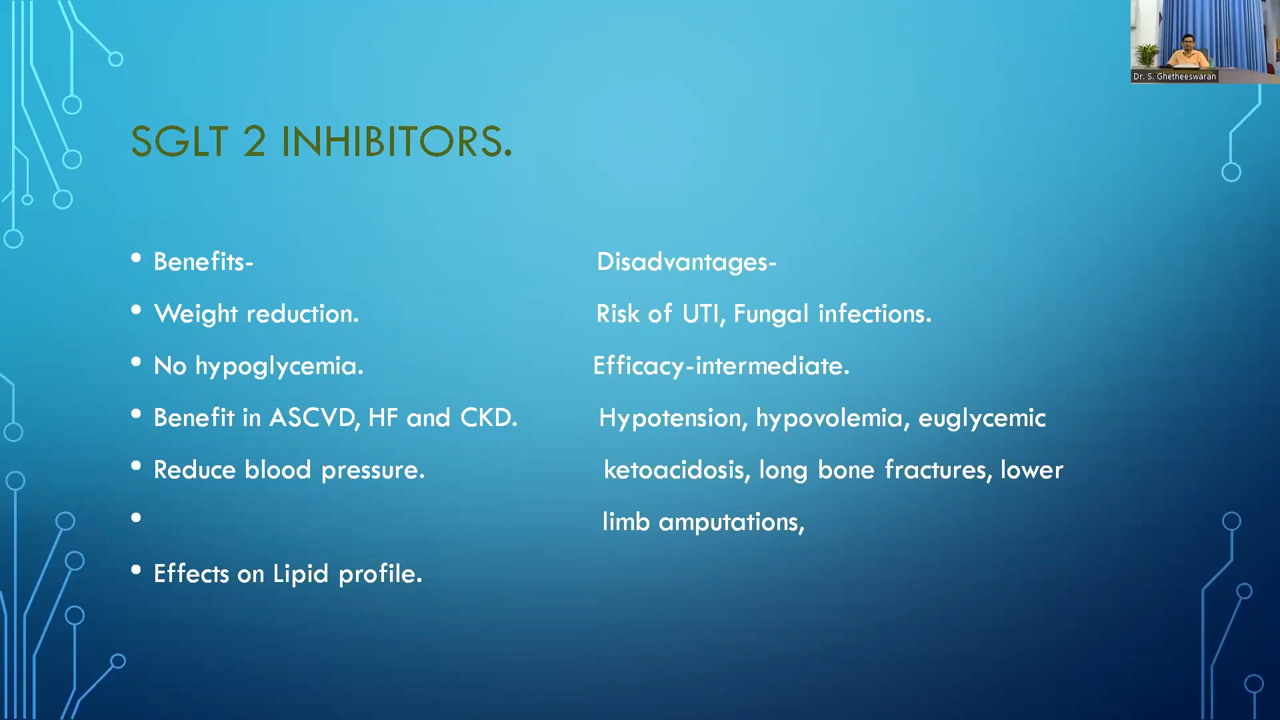 Dr. S. Ghetheeswaran
SGLT 2 INHIBITORS.
• Benefits- Disadvantages-
• Weight reduction. Risk of UTI, Fungal infections.
• No hypoglycemia. Efficacy-intermediate.
• Benefit in ASCVD, HF and CKD. Hypotension, hypovolemia, euglycemic
• Reduce blood pressure. ketoacidosis, long bone fractures, lower
• limb amputations,
• Effects on Lipid profile.